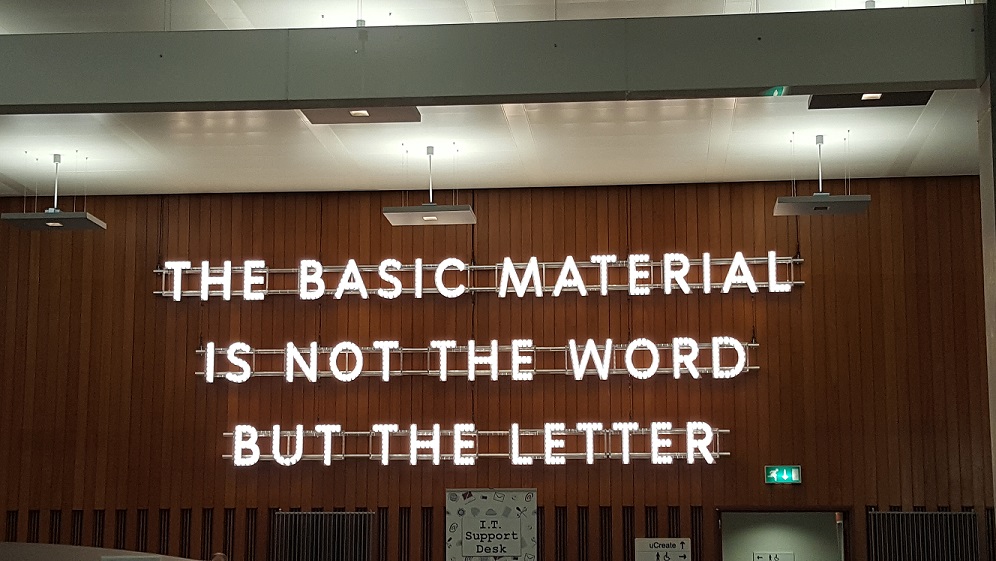 THE BASIC MATERIAL
IS NOT THE WORD
BUT THE LETTER
I.T.
Support
Desk
uCreate ↑